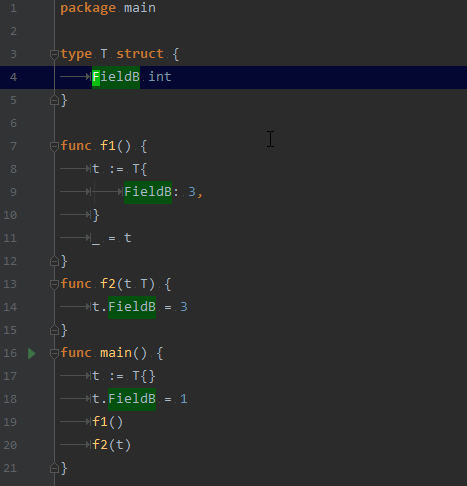 1 package main
2
3 type T struct {
4 FieldB int
5 }
6
7 func f1() {
8 t := T{
9 FieldB: 3,
10 }
11 _ = t
12 }
13 func f2(t T) {
14 t.FieldB = 3
15 }
16 func main() {
17 t := T{}
18 t.FieldB = 1
19 f1()
20 f2(t)
21 }